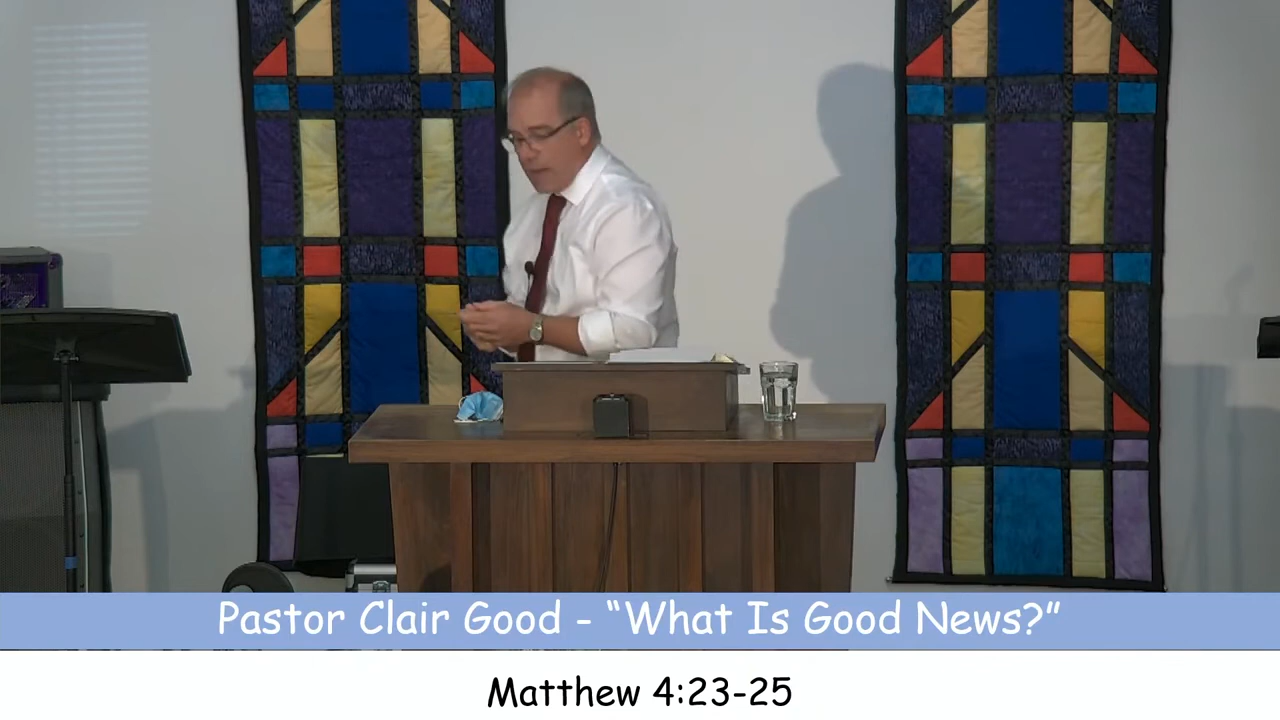 Pastor Clair Good - “What Is Good News?”
Matthew 4:23-25